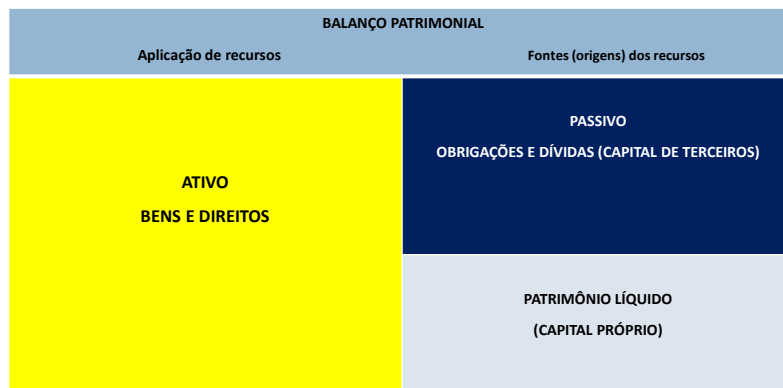 BALANÇO PATRIMONIAL
Aplicação de recursos
Fontes (origens) dos recursos
ATIVO
BENS E DIREITOS
PASSIVO
OBRIGAÇÕES E DÍVIDAS (CAPITAL DE TERCEIROS)
PATRIMÔNIO LÍQUIDO
(CAPITAL PRÓPRIO)